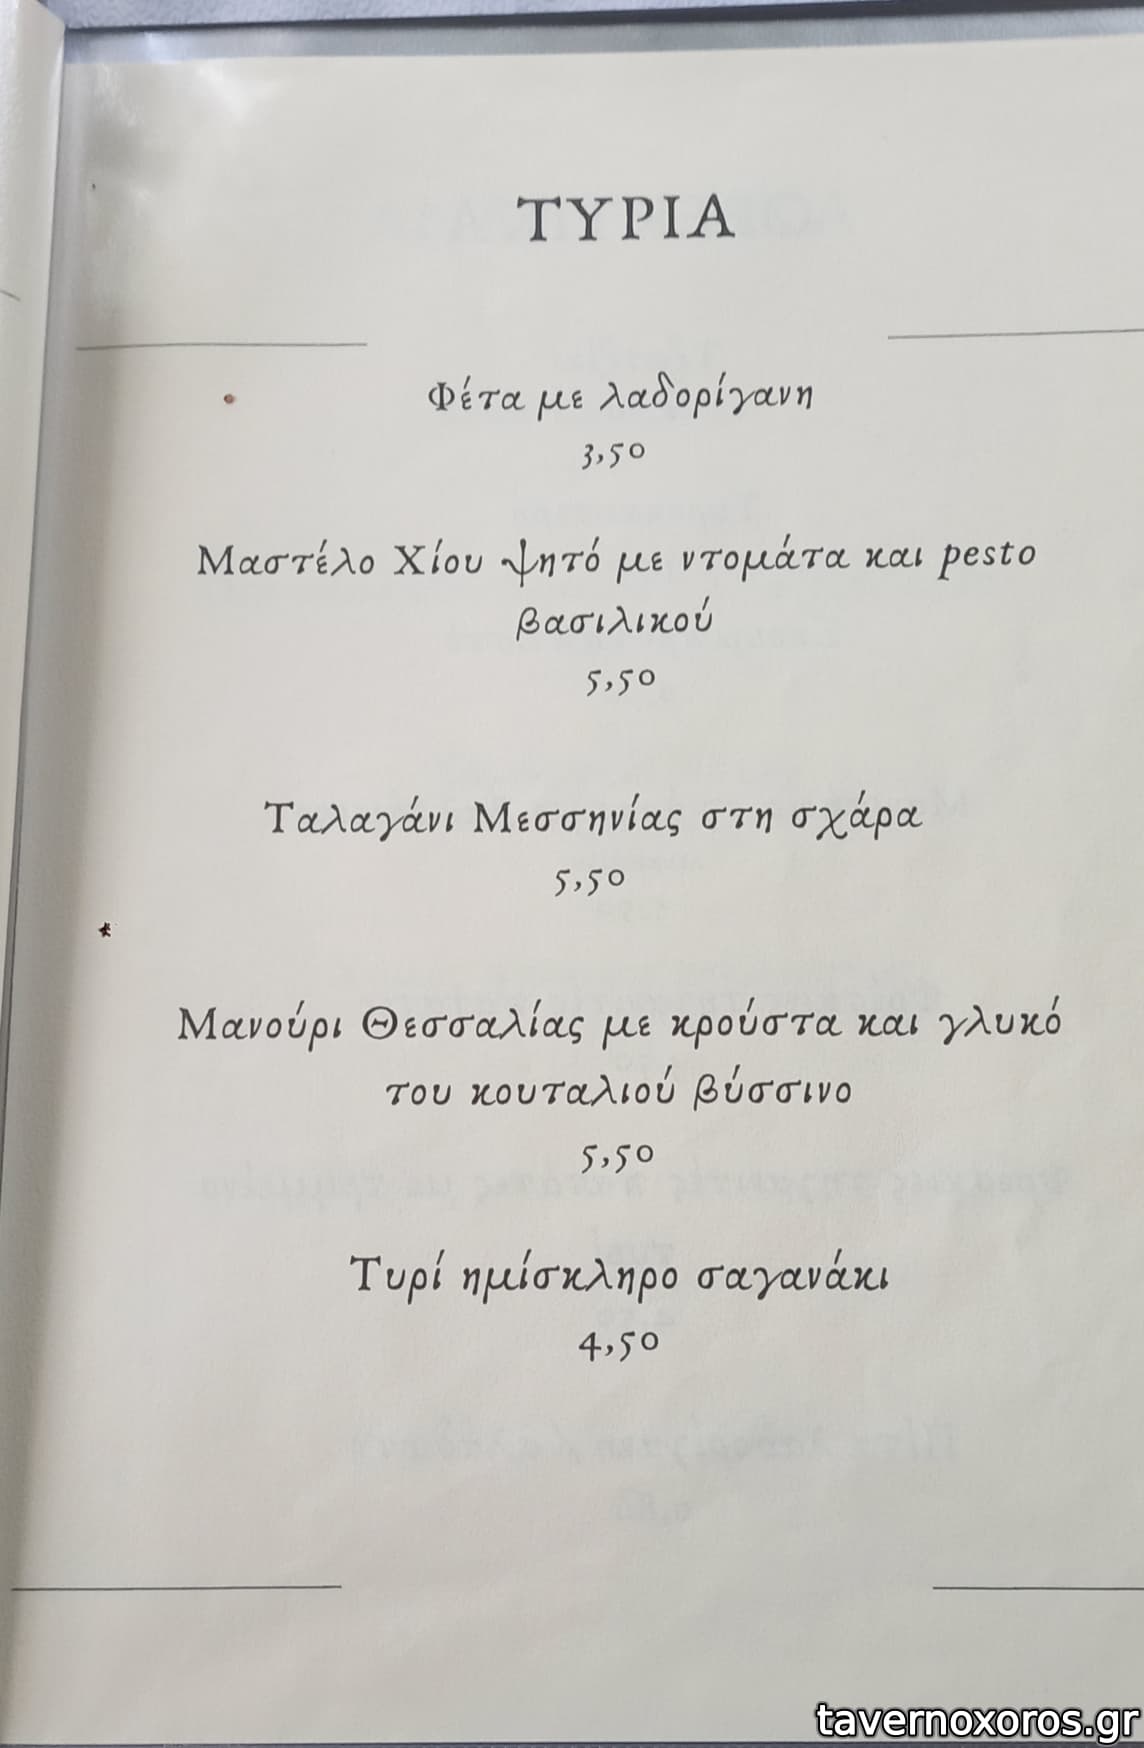 ΤΥΡΙΑ
Φέτα με λαδορίγανη
3,50
Μαστέλο Χίου ψητό με ντομάτα και pesto
βασιλικού
5,50
Ταλαγάνι Μεσσηνίας στη σχάρα
5,50
Μανούρι Θεσσαλίας με κρούστα και γλυκό
του κουταλιού βύσσινο
5,50
Τυρί ημίσκληρο σαγανάκι
4,50
tavernoxoros.gr